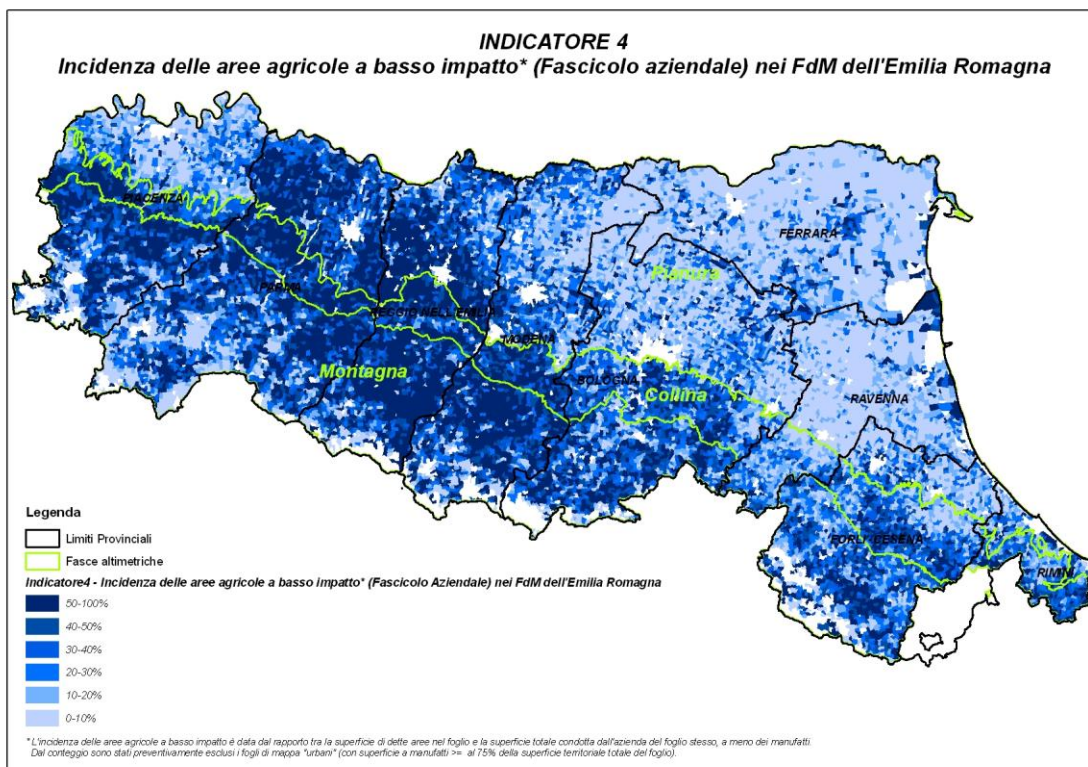 INDICATORE 4
Incidenza delle aree agricole a basso impatto* (Fascicolo aziendale) nei FdM dell'Emilia Romagna
PIACENZA
PARMA
REGGIO NELL'EMILIA
MODENA
BOLOGNA
FERRARA
Pianura
Montagna
Collina
RAVENNA
FORLI'-CESENA
RIMINI
Legenda
Limiti Provinciali
Fasce altimetriche
Indicatore4 - Incidenza delle aree agricole a basso impatto* (Fascicolo Aziendale) nei FdM dell'Emilia Romagna
50-100%
40-50%
30-40%
20-30%
10-20%
0-10%
* L'incidenza delle aree agricole a basso impatto è data dal rapporto tra la superficie di dette aree nel foglio e la superficie totale condotta dall'azienda del foglio stesso, a meno dei manufatti
Dal conteggio sono stati preventivamente esclusi i fogli di mappa "urbani" (con superficie a manufatti >= al 75% della superficie territoriale totale del foglio).